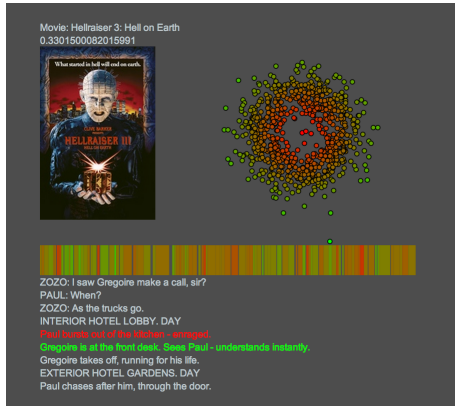 Movie: Hellraiser 3: Hell on Earth
0.3301500082015991
What started in hell will end on earth.
CLIVE BARKER
HELLRAISER III
HELL ON EARTH
ZOZO: I saw Gregoire make a call, sir?
PAUL: When?
ZOZO: As the trucks go.
INTERIOR HOTEL LOBBY. DAY
Paul bursts out of the kitchen - enraged.
Gregoire is at the front desk. Sees Paul - understands instantly.
Gregoire takes off, running for his life.
EXTERIOR HOTEL GARDENS. DAY
Paul chases after him, through the door.